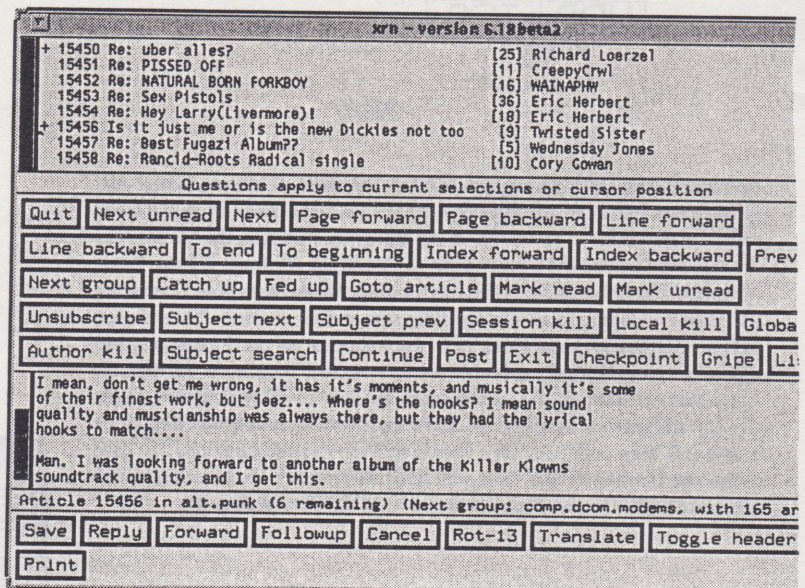 xrn - version 6.18beta2
+ 15450 Re: uber alles? [25] Richard Loerzel
15451 Re: PISSED OFF [11] CreepyCrwl
15452 Re: NATURAL BORN FORKBOY [16] WAINAPHW
15453 Re: Sex Pistols [36] Eric Herbert
15454 Re: Hey Larry(Livermore)! [18] Eric Herbert
+ 15456 Is it just me or is the new Dickies not too [9] Twisted Sister
15457 Re: Best Fugazi Album?? [5] Wednesday Jones
15458 Re: Rancid-Roots Radical single [10] Cory Gowan
Questions apply to current selections or cursor position
Quit Next unread Next Page forward Page backward Line forward
Line backward To end To beginning Index forward Index backward Prev
Next group Catch up Fed up Goto article Mark read Mark unread
Unsubscribe Subject next Subject prev Session kill Local kill Globa
Author kill Subject search Continue Post Exit Checkpoint Gripe Li
I mean, don't get me wrong, it has it's moments, and musically it's some
of their finest work, but jeez.... Where's the hooks? I mean sound
quality and musicianship was always there, but they had the lyrical
hooks to match....
Man. I was looking forward to another album of the Killer Klowns
soundtrack quality, and I get this.
Article 15456 in alt.punk (6 remaining) (Next group: comp.dcom.modems, with 165 ar
Save Reply Forward Followup Cancel Rot-13 Translate Toggle header
Print